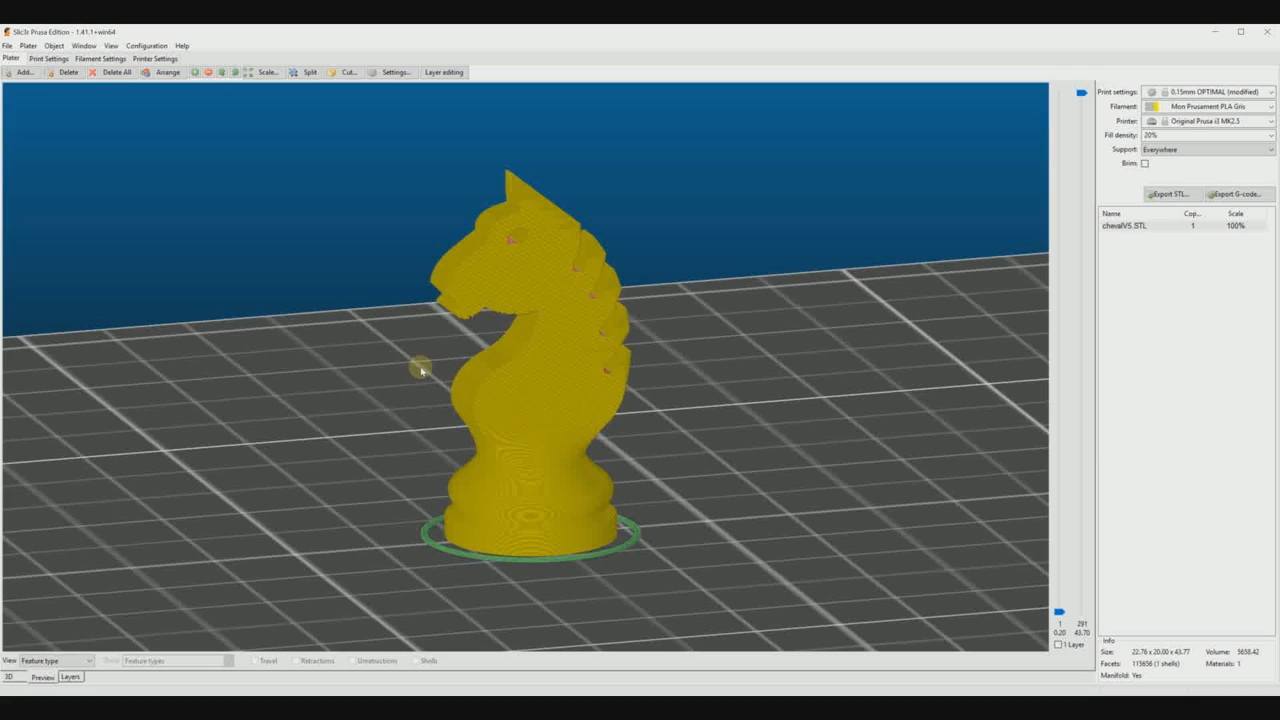 Slic3r Prusa Edition - 1.41.1+win64
File Plater Object Window View Configuration Help
Plater Print Settings Filament Settings Printer Settings
Add... Delete Delete All Arrange Scale... Split Cut... Settings... Layer editing
Print settings: 0.15mm OPTIMAL (modified)
Filament: Mon Prusament PLA Gris
Printer: Original Prusa i3 MK2.5
Fill density: 20%
Support: Everywhere
Brim:
Export STL... Export G-code...
Name Cop... Scale
chevalV5.STL 1 100%
1 291
0.20 43.70
1 Layer
Info
Size: 22.76 x 20.00 x 43.77 Volume: 5658.42
Facets: 115656 (1 shells) Materials: 1
Manifold: Yes
View Feature type Show Feature types Travel Retractions Unretractions Shells
3D Preview Layers